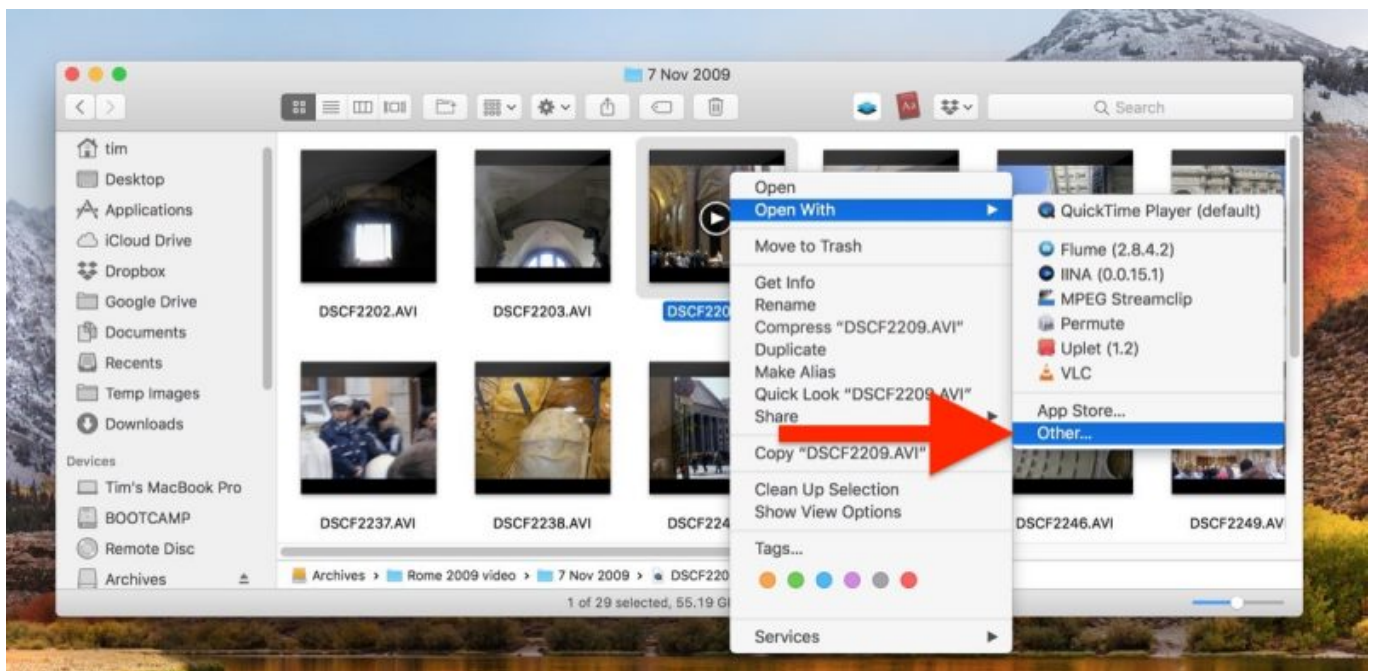 7 Nov 2009
Search
tim
Desktop
Applications
iCloud Drive
Dropbox
Google Drive
Documents
Recents
Temp Images
Downloads
Devices
Tim's MacBook Pro
BOOTCAMP
Remote Disc
Archives
DSCF2202.AVI
DSCF2203.AVI
DSCF220
DSCF2237.AVI
DSCF2238.AVI
DSCF224
DSCF2246.AVI
DSCF2249.AV
Open
Open With
Move to Trash
Get Info
Rename
Compress “DSCF2209.AVI”
Duplicate
Make Alias
Quick Look “DSCF2209.AVI”
Share
Copy “DSCF2209.AVI”
Clean Up Selection
Show View Options
Tags...
Services
QuickTime Player (default)
Flume (2.8.4.2)
IINA (0.0.15.1)
MPEG Streamclip
Permute
Uplet (1.2)
VLC
App Store...
Other...
Archives › Rome 2009 video › 7 Nov 2009 › DSCF220
1 of 29 selected, 55.19 G